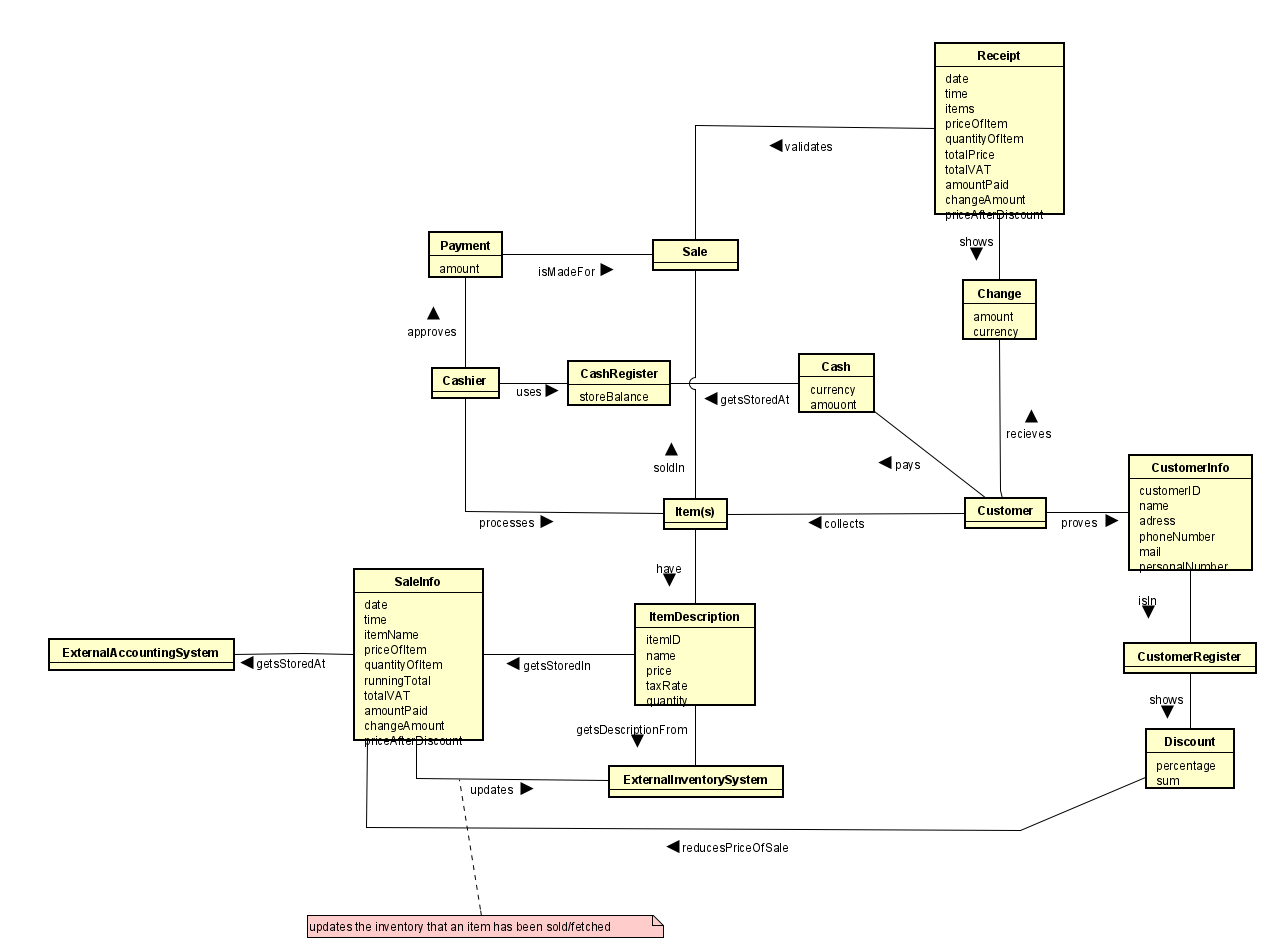 Receipt
date
time
items
priceOfItem
quantityOfItem
totalPrice
totalVAT
amountPaid
changeAmount
priceAfterDiscount
validates
shows
Payment
amount
isMadeFor
Sale
Change
amount
currency
approves
Cashier
uses
CashRegister
storeBalance
getsStoredAt
Cash
currency
amouont
pays
recieves
soldIn
processes
Item(s)
collects
Customer
proves
CustomerInfo
customerID
name
adress
phoneNumber
mail
personalNumber
have
isIn
SaleInfo
date
time
itemName
priceOfItem
quantityOfItem
runningTotal
totalVAT
amountPaid
changeAmount
priceAfterDiscount
ItemDescription
itemID
name
price
taxRate
quantity
ExternalAccountingSystem
getsStoredAt
getsStoredIn
CustomerRegister
shows
getsDescriptionFrom
Discount
percentage
sum
ExternalInventorySystem
updates
reducesPriceOfSale
updates the inventory that an item has been sold/fetched